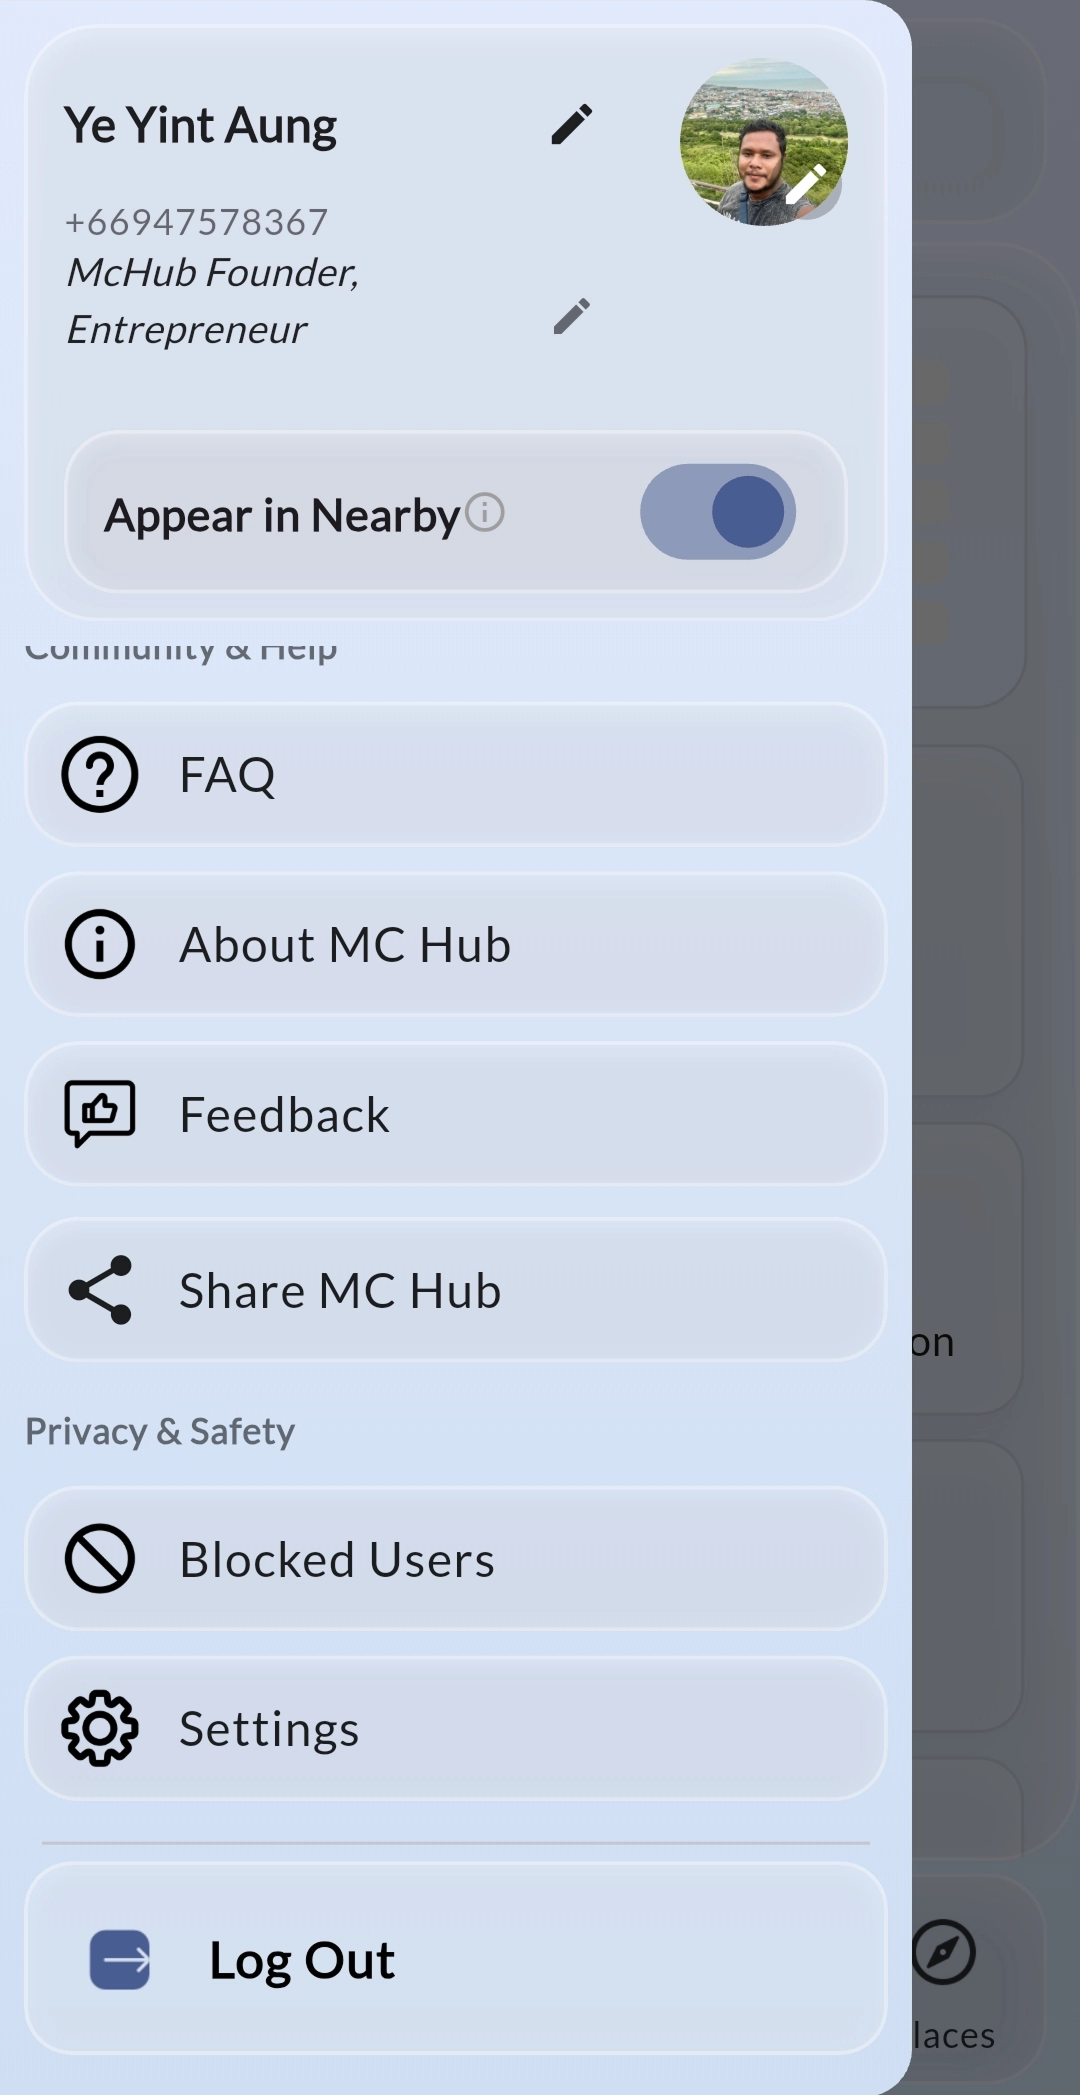 Ye Yint Aung
+66947578367
McHub Founder,
Entrepreneur
Appear in Nearby
Community & Help
FAQ
About MC Hub
Feedback
Share MC Hub
on
Privacy & Safety
Blocked Users
Settings
Log Out
laces